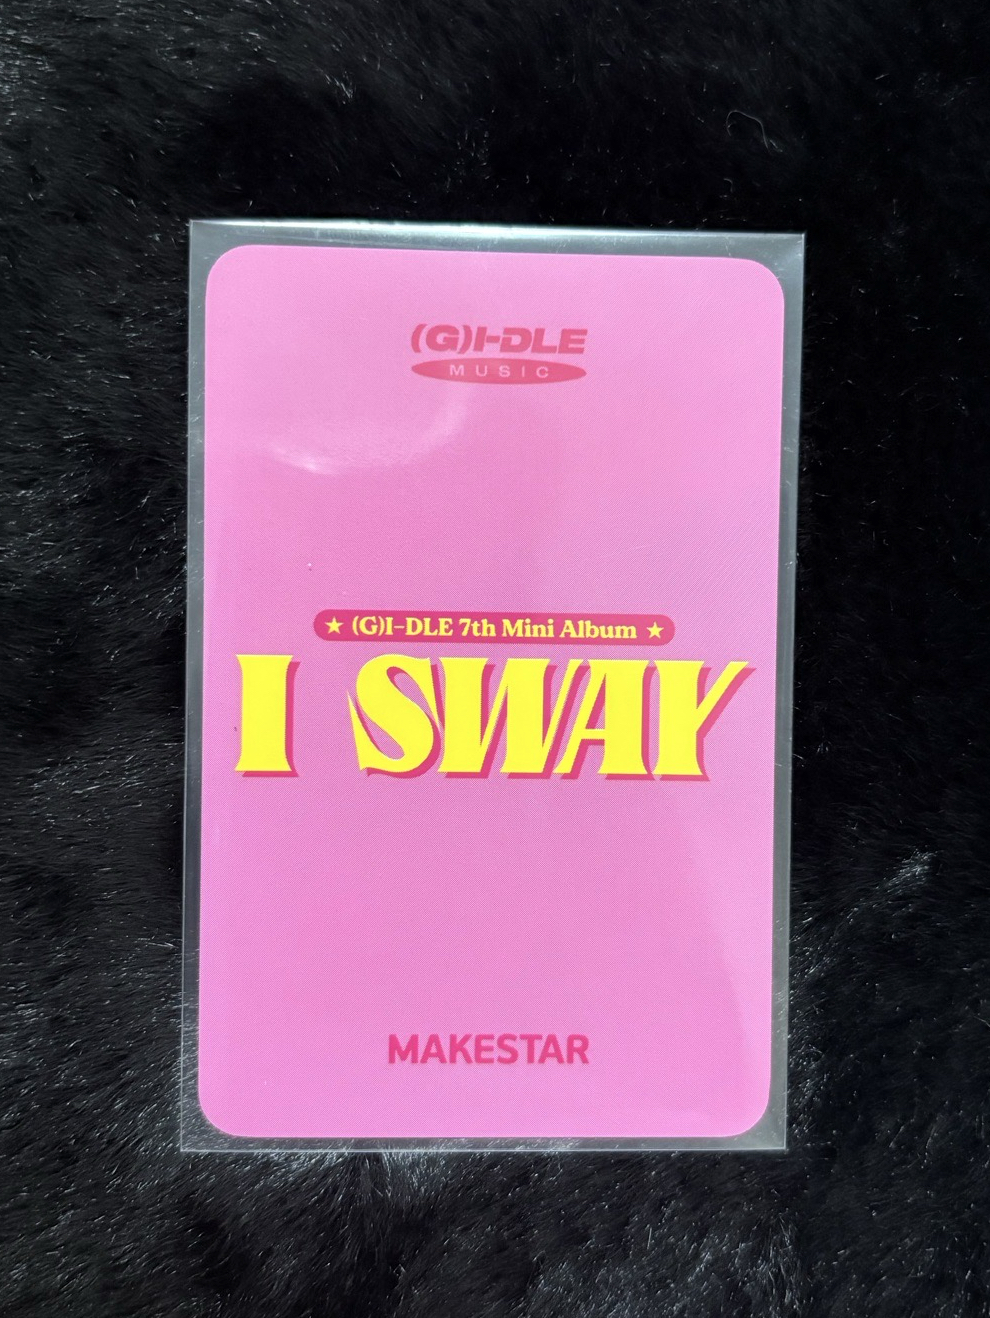 (G)I-DLE
MUSIC
★ (G)I-DLE 7th Mini Album ★
I SWAY
MAKESTAR